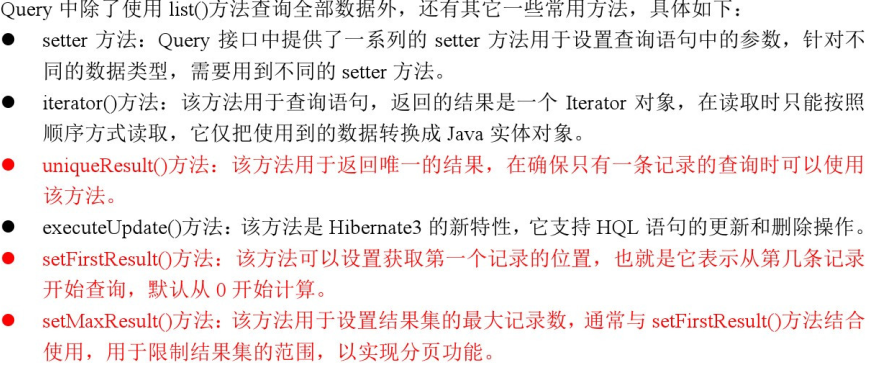 Query 中除了使用 list()方法查询全部数据外，还有其它一些常用方法，具体如下：
● setter 方法：Query 接口中提供了一系列的 setter 方法用于设置查询语句中的参数，针对不
同的数据类型，需要用到不同的 setter 方法。
● iterator()方法：该方法用于查询语句，返回的结果是一个 Iterator 对象，在读取时只能按照
顺序方式读取，它仅把使用到的数据转换成 Java 实体对象。
● uniqueResult()方法：该方法用于返回唯一的结果，在确保只有一条记录的查询时可以使用
该方法。
● executeUpdate()方法：该方法是 Hibernate3 的新特性，它支持 HQL 语句的更新和删除操作。
● setFirstResult()方法：该方法可以设置获取第一个记录的位置，也就是它表示从第几条记录
开始查询，默认从 0 开始计算。
● setMaxResult()方法：该方法用于设置结果集的最大记录数，通常与 setFirstResult()方法结合
使用，用于限制结果集的范围，以实现分页功能。